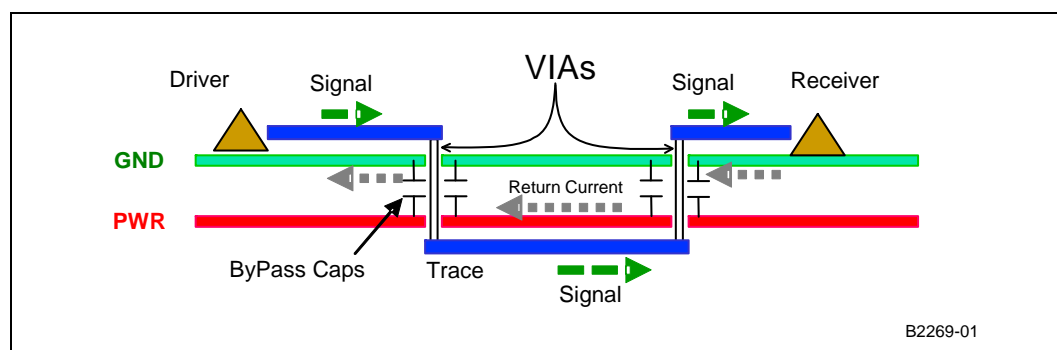 VIAs
Driver
Signal
Signal
Receiver
GND
Return Current
PWR
ByPass Caps
Trace
Signal
B2269-01